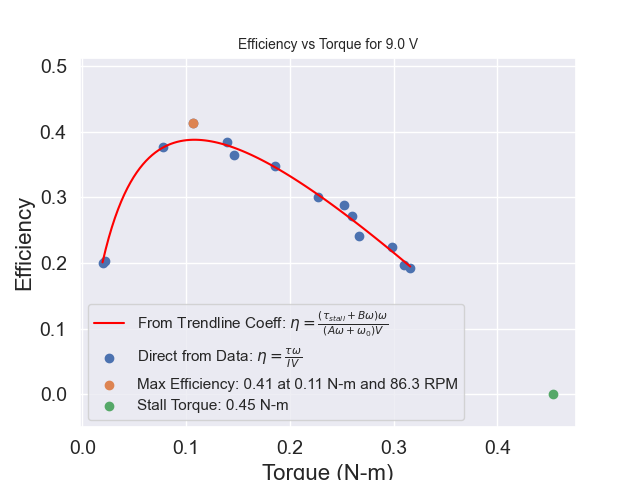 Efficiency vs Torque for 9.0 V
0.5
0.4
0.3
0.2
0.1
0.0
Efficiency
From Trendline Coeff: η = (τ_stall + Bω)ω / (Aω + ω_0)V
Direct from Data: η = τω / IV
Max Efficiency: 0.41 at 0.11 N-m and 86.3 RPM
Stall Torque: 0.45 N-m
0.0 0.1 0.2 0.3 0.4
Torque (N-m)